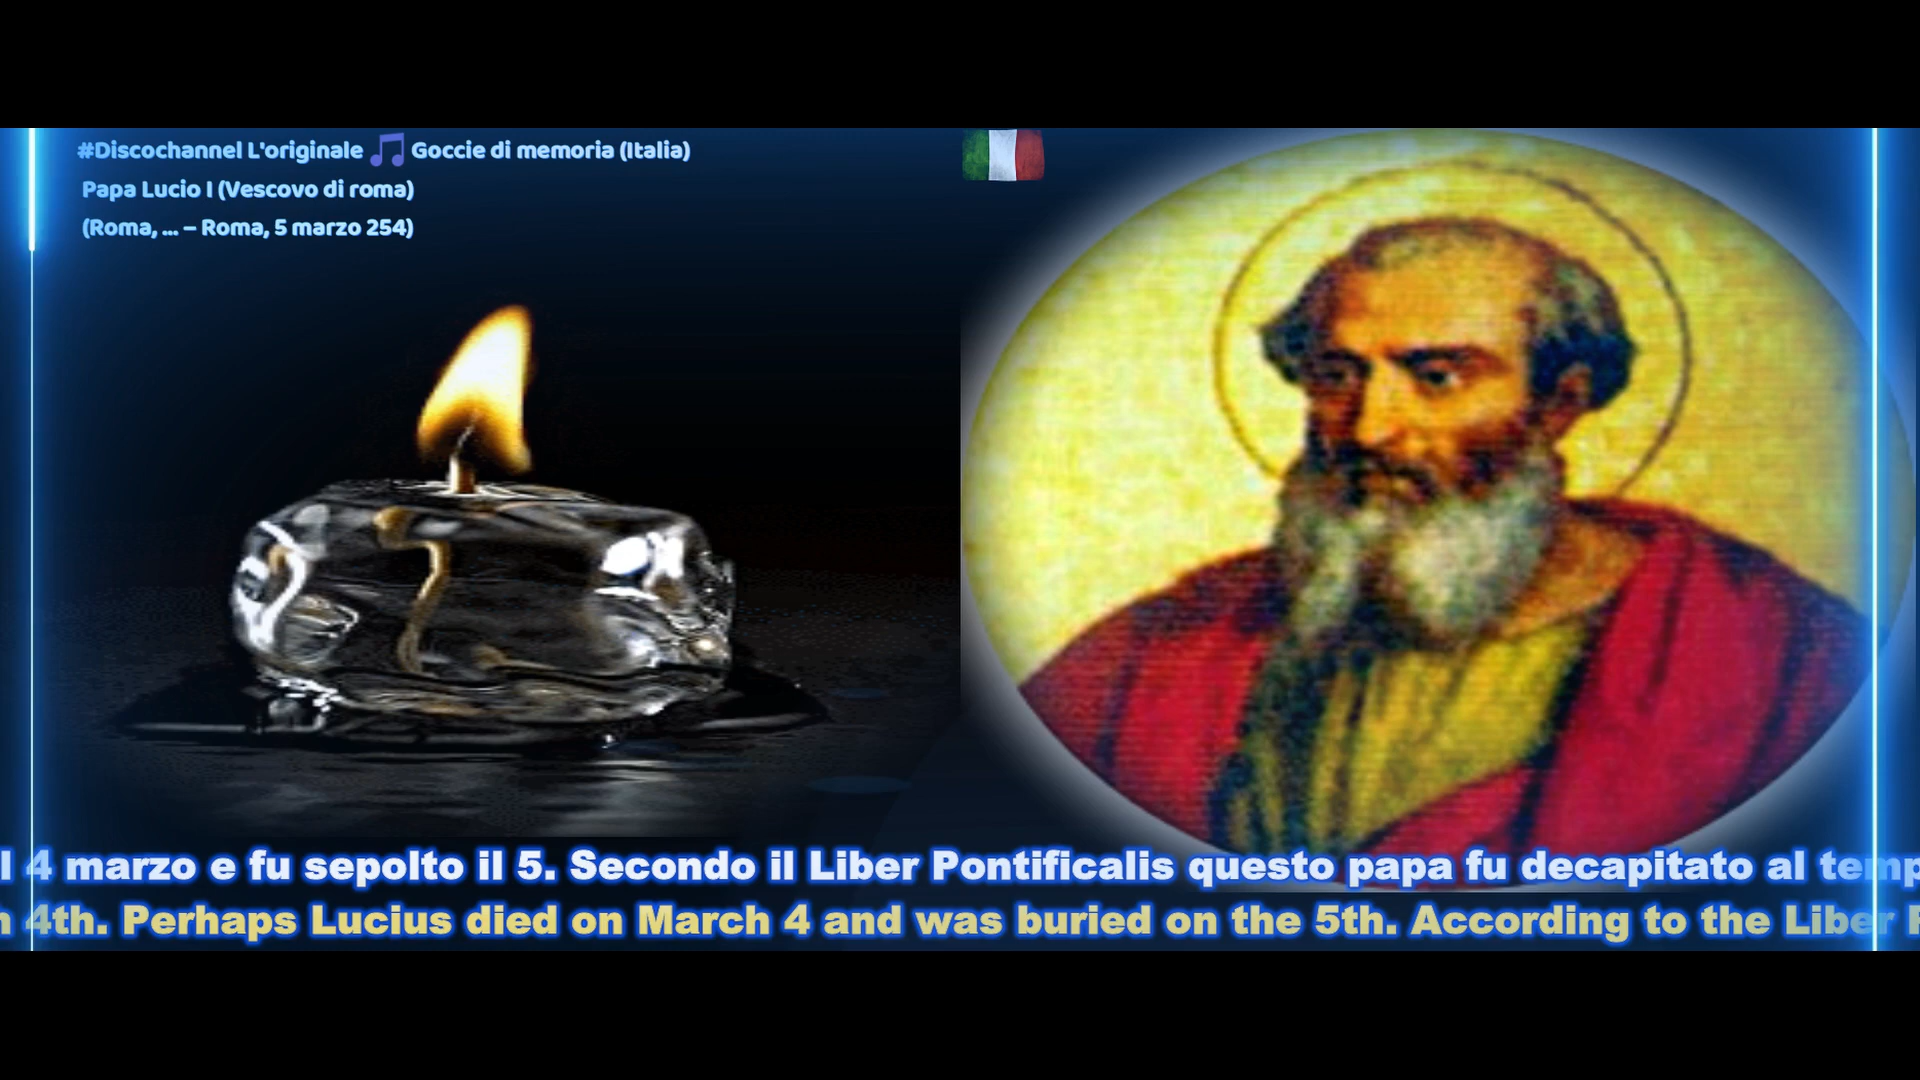 #Discochannel L'originale 🎵 Goccie di memoria (Italia)
Papa Lucio I (Vescovo di roma)
(Roma, ... – Roma, 5 marzo 254)
4 marzo e fu sepolto il 5. Secondo il Liber Pontificalis questo papa fu decapitato al temp
4th. Perhaps Lucius died on March 4 and was buried on the 5th. According to the Liber